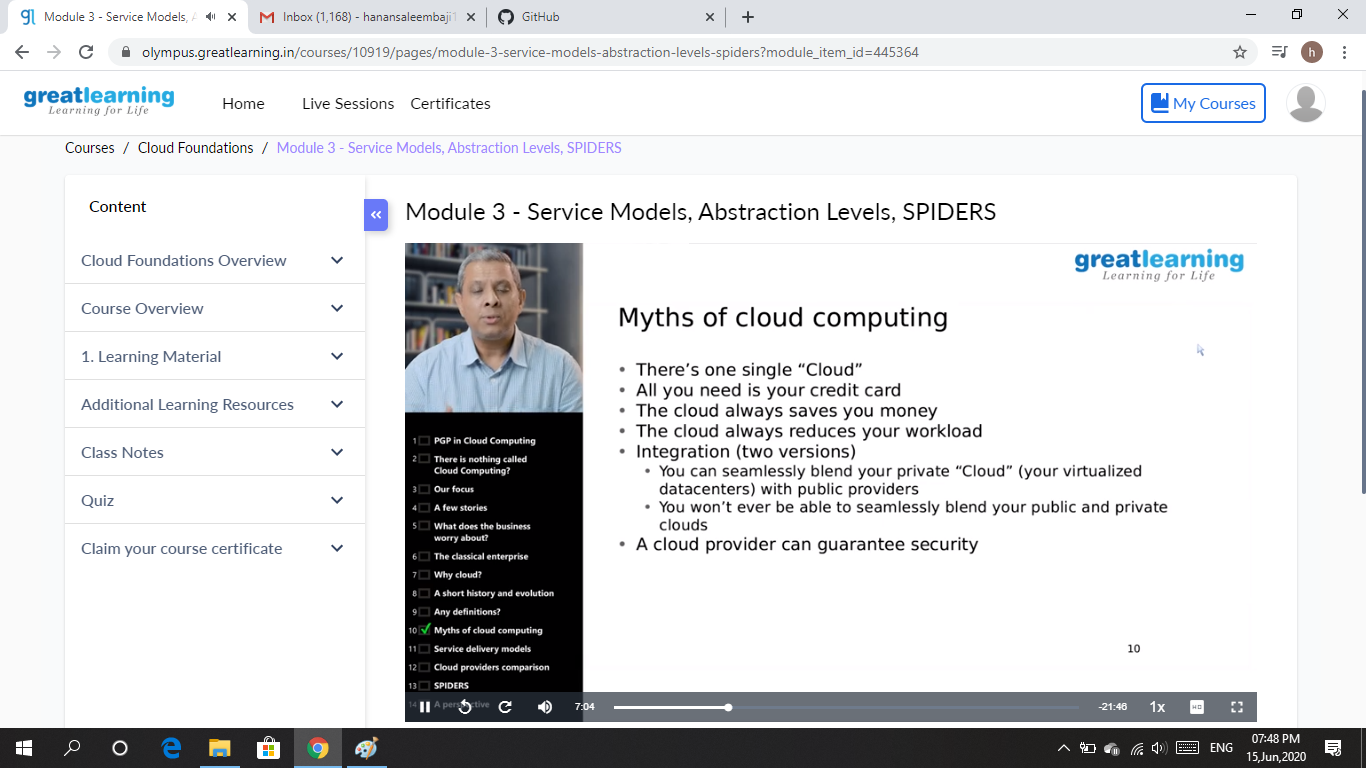 Module 3 - Service Models, A
Inbox (1,168) - hanansaleembaji1
GitHub
olympus.greatlearning.in/courses/10919/pages/module-3-service-models-abstraction-levels-spiders?module_item_id=445364
h
greatlearning
Learning for Life
Home
Live Sessions
Certificates
My Courses
Courses / Cloud Foundations / Module 3 - Service Models, Abstraction Levels, SPIDERS
Content
Cloud Foundations Overview
Course Overview
1. Learning Material
Additional Learning Resources
Class Notes
Quiz
Claim your course certificate
Module 3 - Service Models, Abstraction Levels, SPIDERS
greatlearning
Learning for Life
Myths of cloud computing
• There's one single “Cloud”
• All you need is your credit card
• The cloud always saves you money
• The cloud always reduces your workload
• Integration (two versions)
• You can seamlessly blend your private “Cloud” (your virtualized
datacenters) with public providers
• You won't ever be able to seamlessly blend your public and private
clouds
• A cloud provider can guarantee security
10
1 PGP in Cloud Computing
2 There is nothing called
Cloud Computing?
3 Our focus
4 A few stories
5 What does the business
worry about?
6 The classical enterprise
7 Why cloud?
8 A short history and evolution
9 Any definitions?
10 Myths of cloud computing
11 Service delivery models
12 Cloud providers comparison
13 SPIDERS
14 A perspective
7:04
-21:46
1x
HD
ENG
07:48 PM
15,Jun,2020